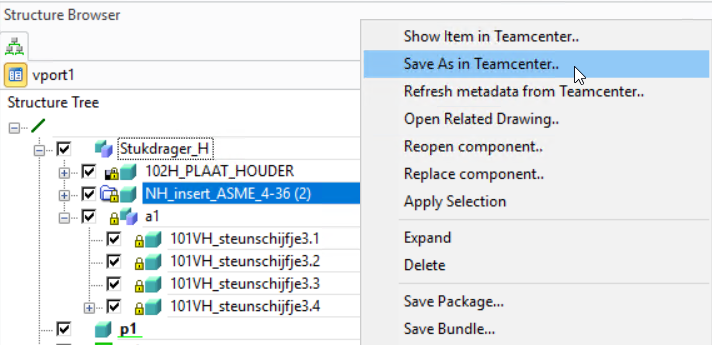 Structure Browser
vport1
Structure Tree
Stukdrager_H
102H_PLAAT_HOUDER
NH_insert_ASME_4-36 (2)
a1
101VH_steunschijfje3.1
101VH_steunschijfje3.2
101VH_steunschijfje3.3
101VH_steunschijfje3.4
p1
Show Item in Teamcenter..
Save As in Teamcenter..
Refresh metadata from Teamcenter..
Open Related Drawing..
Reopen component..
Replace component..
Apply Selection
Expand
Delete
Save Package...
Save Bundle...